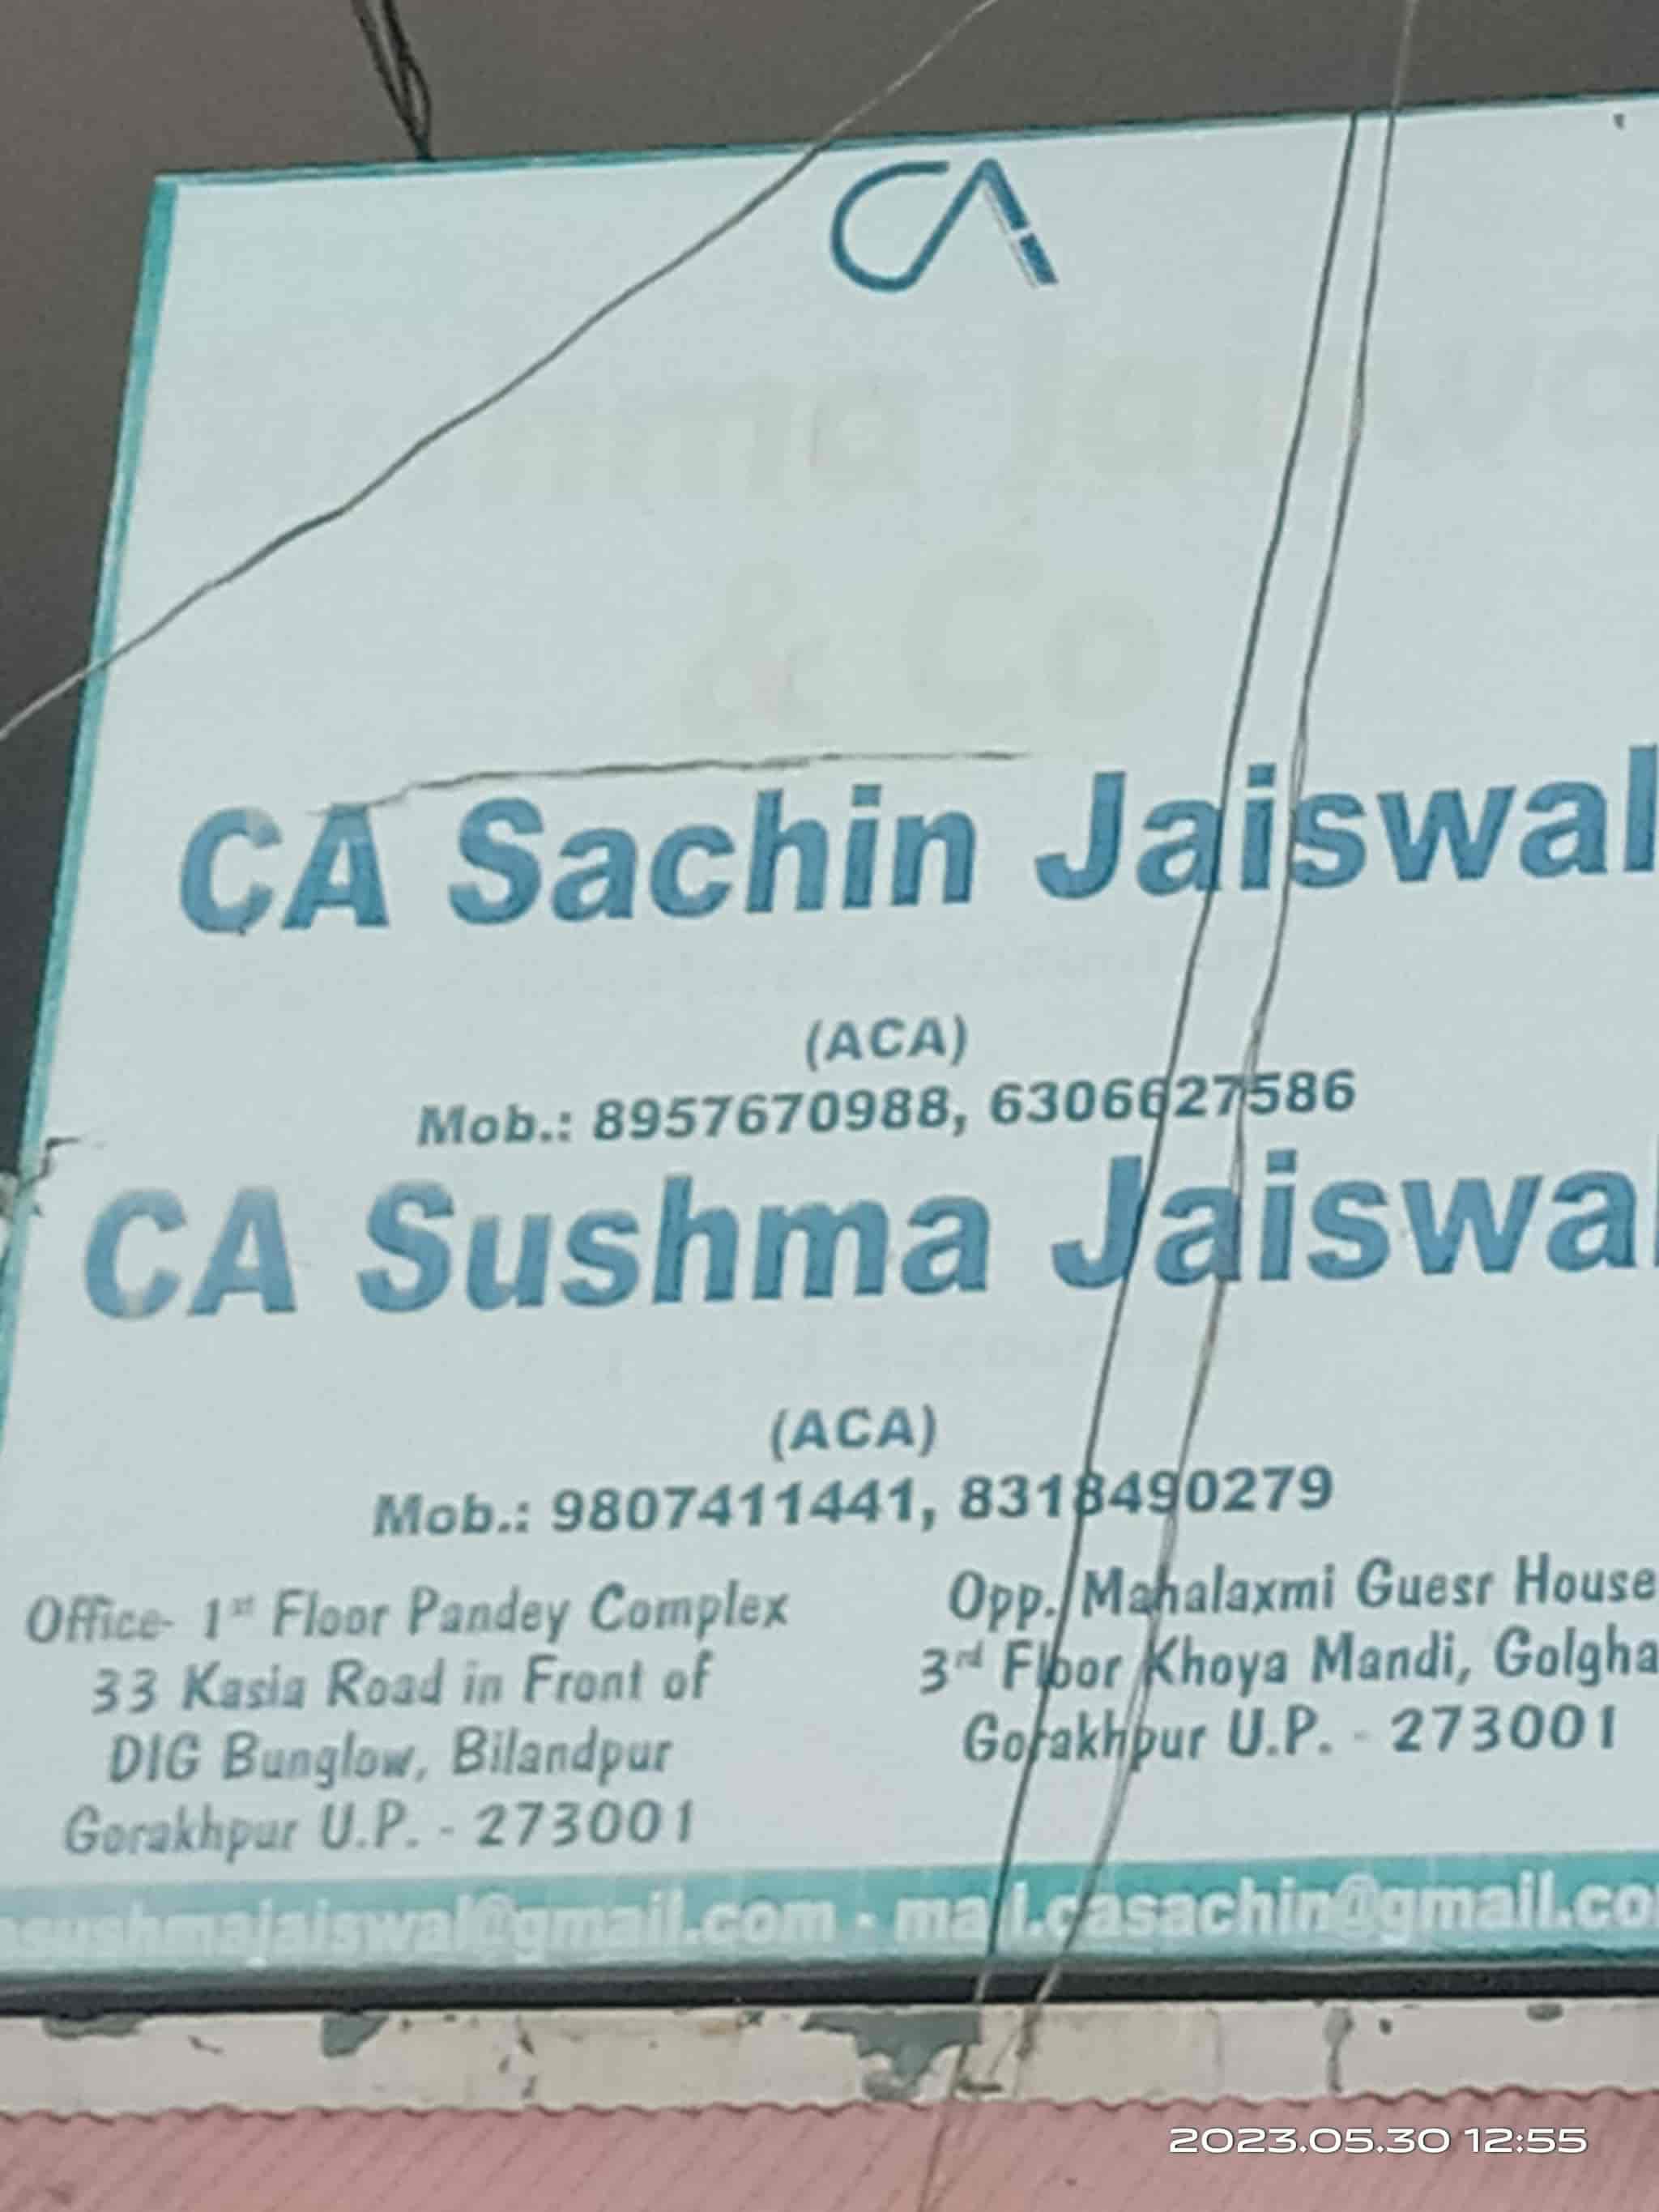 CA
CA Sachin Jaiswal
(ACA)
Mob.: 8957670988, 6306627586
CA Sushma Jaiswal
(ACA)
Mob.: 9807411441, 8318490279
Office- 1st Floor Pandey Complex
33 Kasia Road in Front of
DIG Bunglow, Bilandpur
Gorakhpur U.P. - 273001
Opp. Mahalaxmi Guesr House
3rd Floor Khoya Mandi, Golgha
Gorakhpur U.P. - 273001
sushmajaiswal@gmail.com - mail.casachin@gmail.co
2023.05.30 12:55